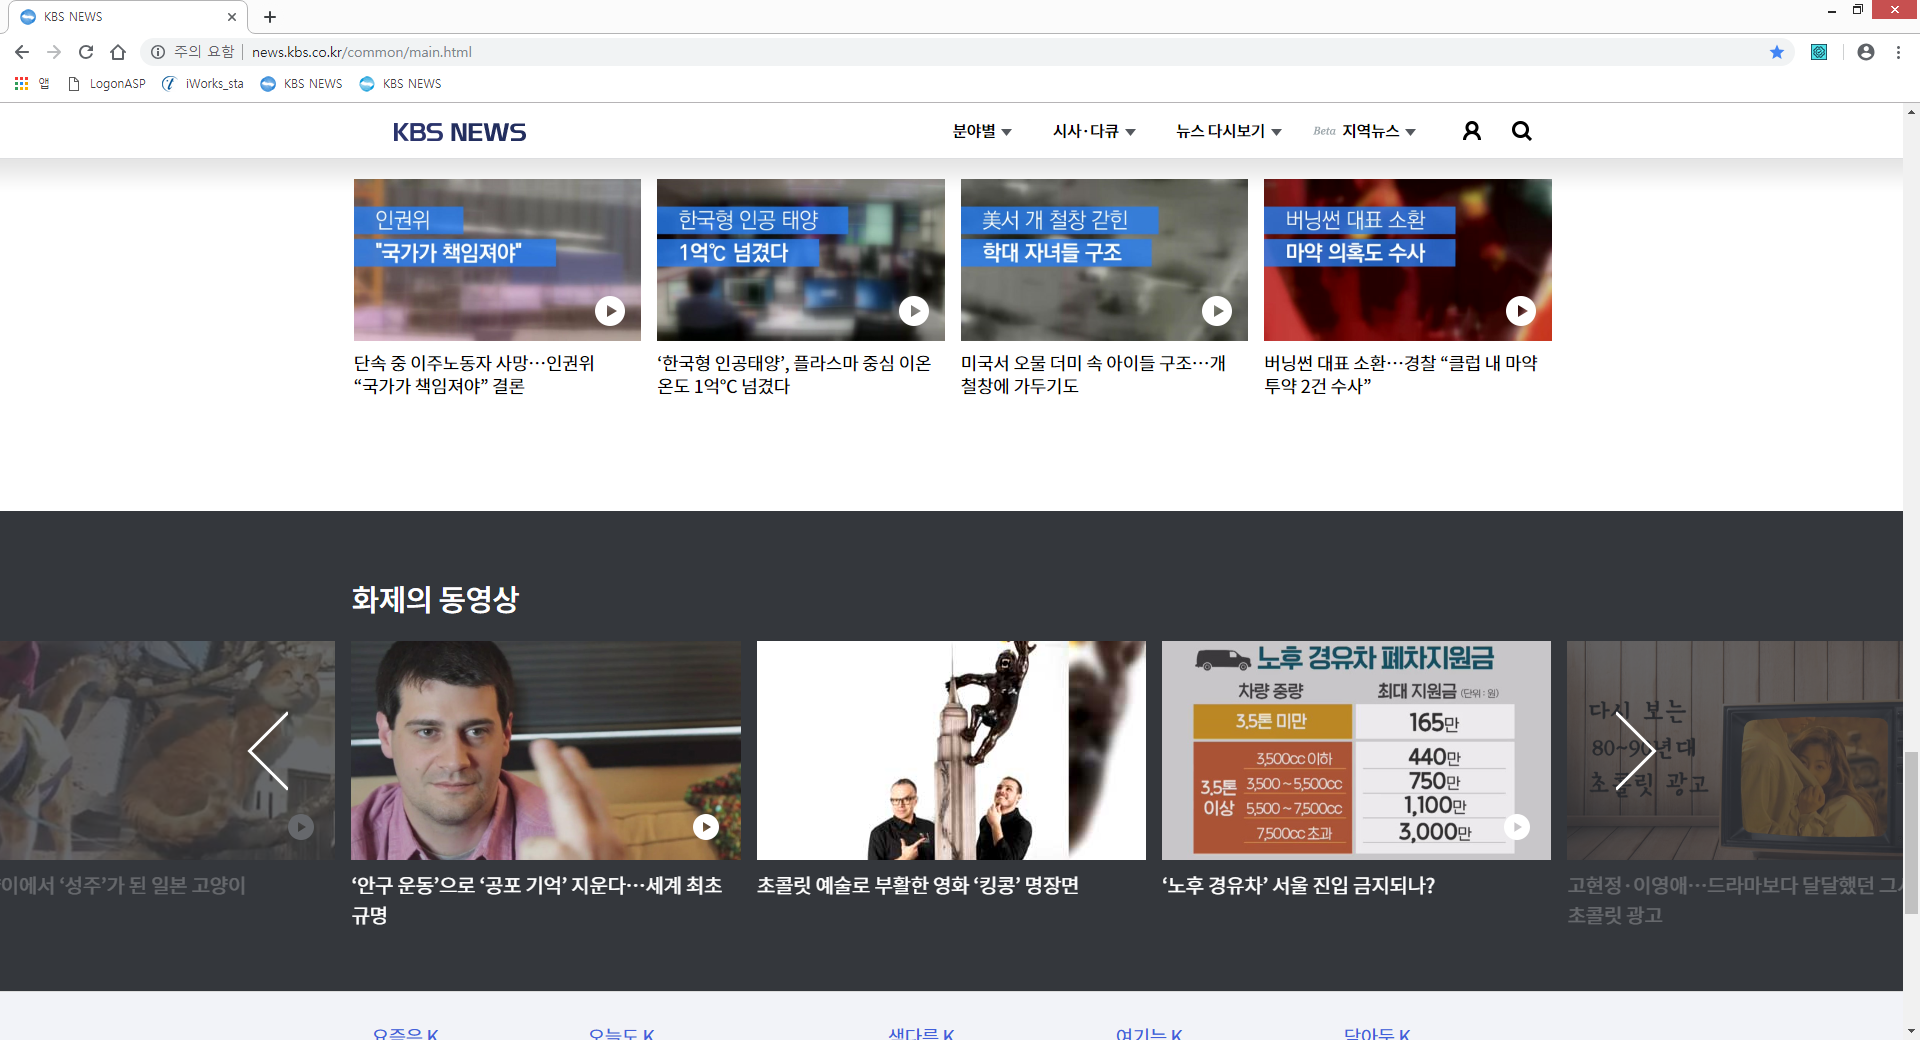 KBS NEWS
주의 요함 | news.kbs.co.kr/common/main.html
앱 LogonASP iWorks_sta KBS NEWS KBS NEWS
KBS NEWS 분야별 시사·다큐 뉴스 다시보기 Beta 지역뉴스
인권위
"국가가 책임져야"
한국형 인공 태양
1억℃ 넘겼다
美서 개 철창 갇힌
학대 자녀들 구조
버닝썬 대표 소환
마약 의혹도 수사
단속 중 이주노동자 사망…인권위
“국가가 책임져야” 결론
‘한국형 인공태양’, 플라스마 중심 이온
온도 1억℃ 넘겼다
미국서 오물 더미 속 아이들 구조…개
철창에 가두기도
버닝썬 대표 소환…경찰 “클럽 내 마약
투약 2건 수사”
화제의 동영상
노후 경유차 폐차지원금
차량 중량 최대 지원금 (단위 : 원)
3.5톤 미만 165만
3.5톤 이상
3,500cc 이하 440만
3,500 ~ 5,500cc 750만
5,500 ~ 7,500cc 1,100만
7,500cc 초과 3,000만
다시 보는
80~90년대
초콜릿 광고
이에서 ‘성주’가 된 일본 고양이
‘안구 운동’으로 ‘공포 기억’ 지운다…세계 최초
규명
초콜릿 예술로 부활한 영화 ‘킹콩’ 명장면
‘노후 경유차’ 서울 진입 금지되나?
고현정·이영애…드라마보다 달달했던 그
초콜릿 광고
요즘은 K 오늘도 K 색다른 K 여기는 K 담아둔 K